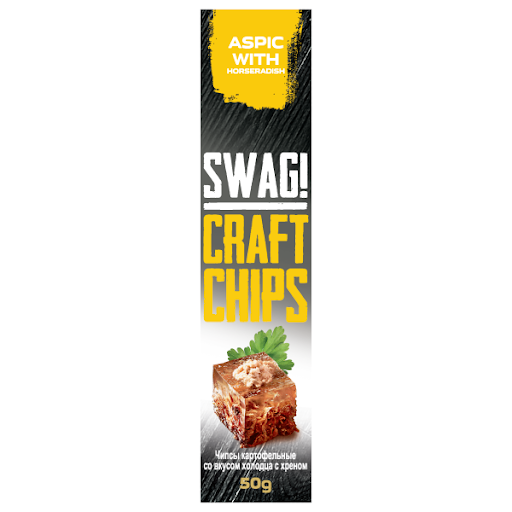 ASPIC
WITH
HORSERADISH
SWAG!
CRAFT
CHIPS
Чипсы картофельные
со вкусом холодца с хреном
50g